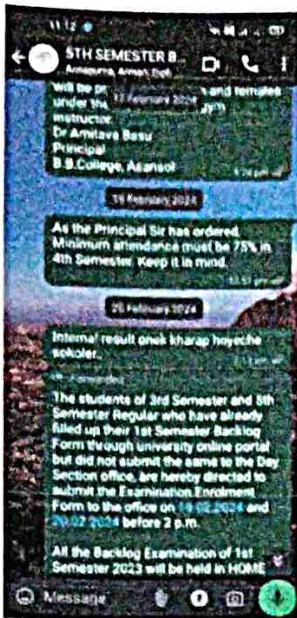 11:12
5TH SEMESTER B...
will be
and females
under the
gym
17 February 2024
instructor.
Dr Amitava Basu
Principal
B.B.College, Asansol
19 February 2024
As the Principal Sir has ordered,
Minimum attendance must be 75% in
4th Semester. Keep it in mind.
20 February 2024
Internal result onek kharap hoyeche
sokoler..
Forwarded
The students of 3rd Semester and 5th
Semester Regular who have already
filled up their 1st Semester Backlog
Form through university online portal
but did not submit the same to the Day
Section office, are hereby directed to
submit the Examination Enrolment
Form to the office on 19.02.2024 and
20.02.2024 before 2 p.m.
All the Backlog Examination of 1st
Semester 2023 will be held in HOME
Message